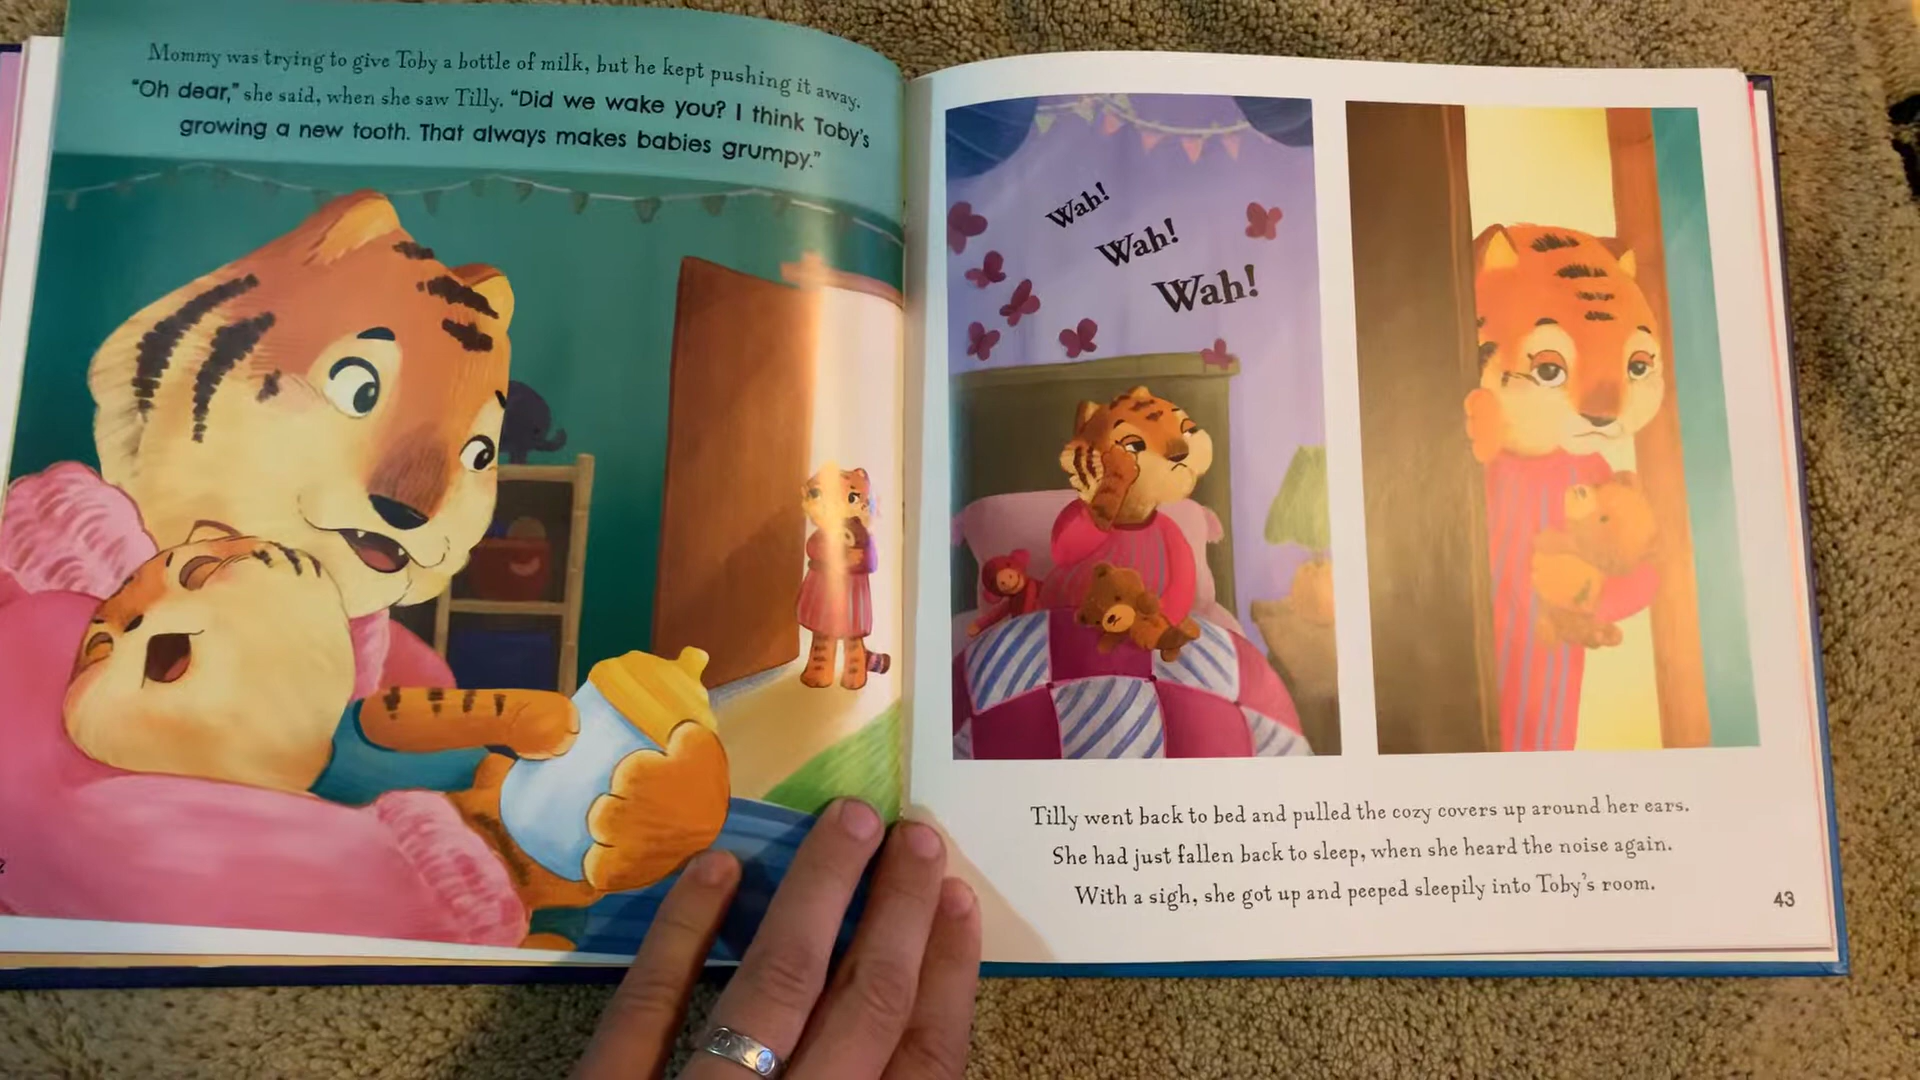 Mommy was trying to give Toby a bottle of milk, but he kept pushing it away.
“Oh dear,” she said, when she saw Tilly. “Did we wake you? I think Toby’s
growing a new tooth. That always makes babies grumpy.”
Wah!
Wah!
Wah!
Tilly went back to bed and pulled the cozy covers up around her ears.
She had just fallen back to sleep, when she heard the noise again.
With a sigh, she got up and peeped sleepily into Toby’s room.
43